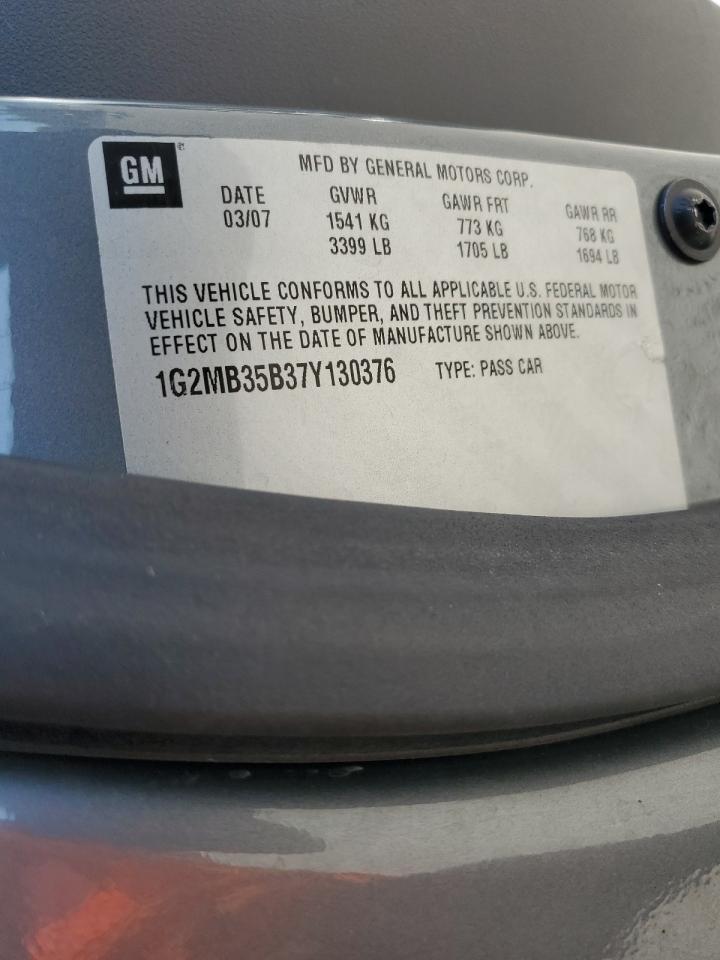 GM®
MFD BY GENERAL MOTORS CORP.
DATE GVWR GAWR FRT GAWR RR
03/07 1541 KG 773 KG 768 KG
3399 LB 1705 LB 1694 LB
THIS VEHICLE CONFORMS TO ALL APPLICABLE U.S. FEDERAL MOTOR
VEHICLE SAFETY, BUMPER, AND THEFT PREVENTION STANDARDS IN
EFFECT ON THE DATE OF MANUFACTURE SHOWN ABOVE.
1G2MB35B37Y130376 TYPE: PASS CAR